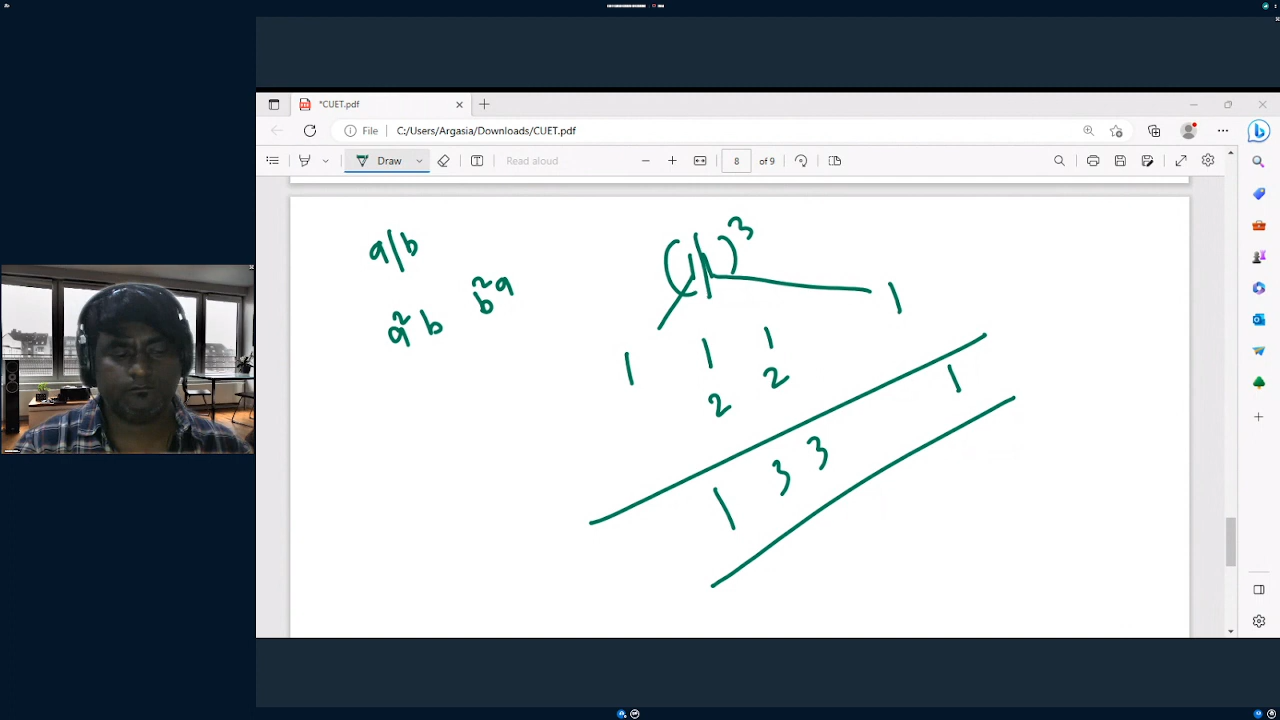 *CUET.pdf
File C:/Users/Argasia/Downloads/CUET.pdf
Draw Read aloud 8 of 9
a/b
a²b b²a
(1/1)³
1 1 1 1
2 2
1 3 3 1